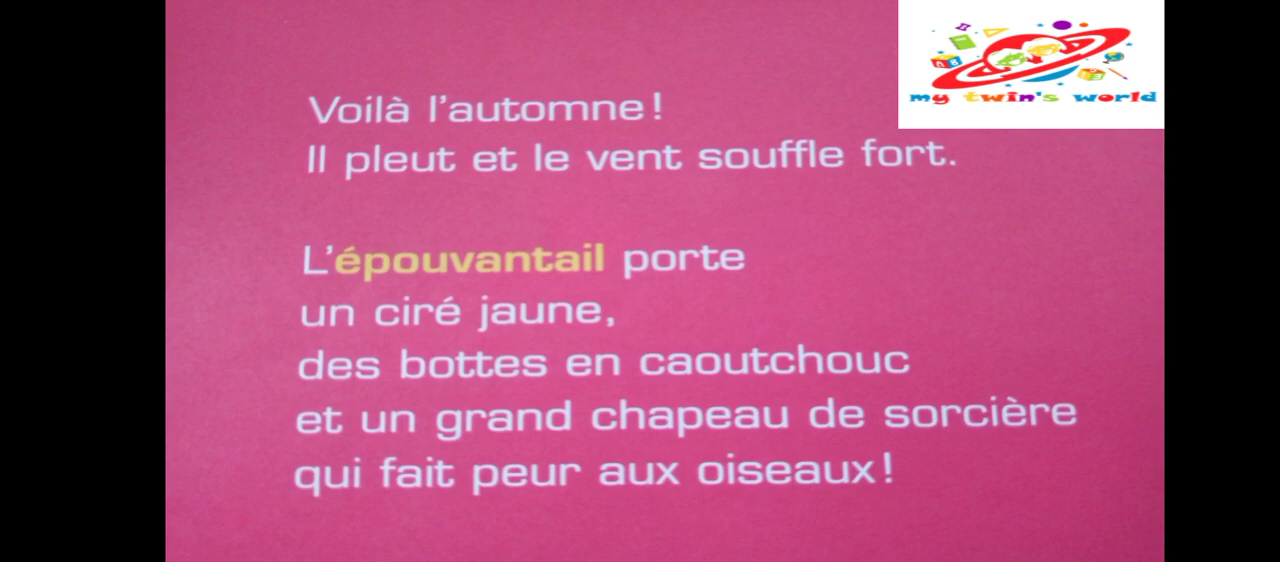 my twin's world
Voilà l'automne!
Il pleut et le vent souffle fort.
L'épouvantail porte
un ciré jaune,
des bottes en caoutchouc
et un grand chapeau de sorcière
qui fait peur aux oiseaux!